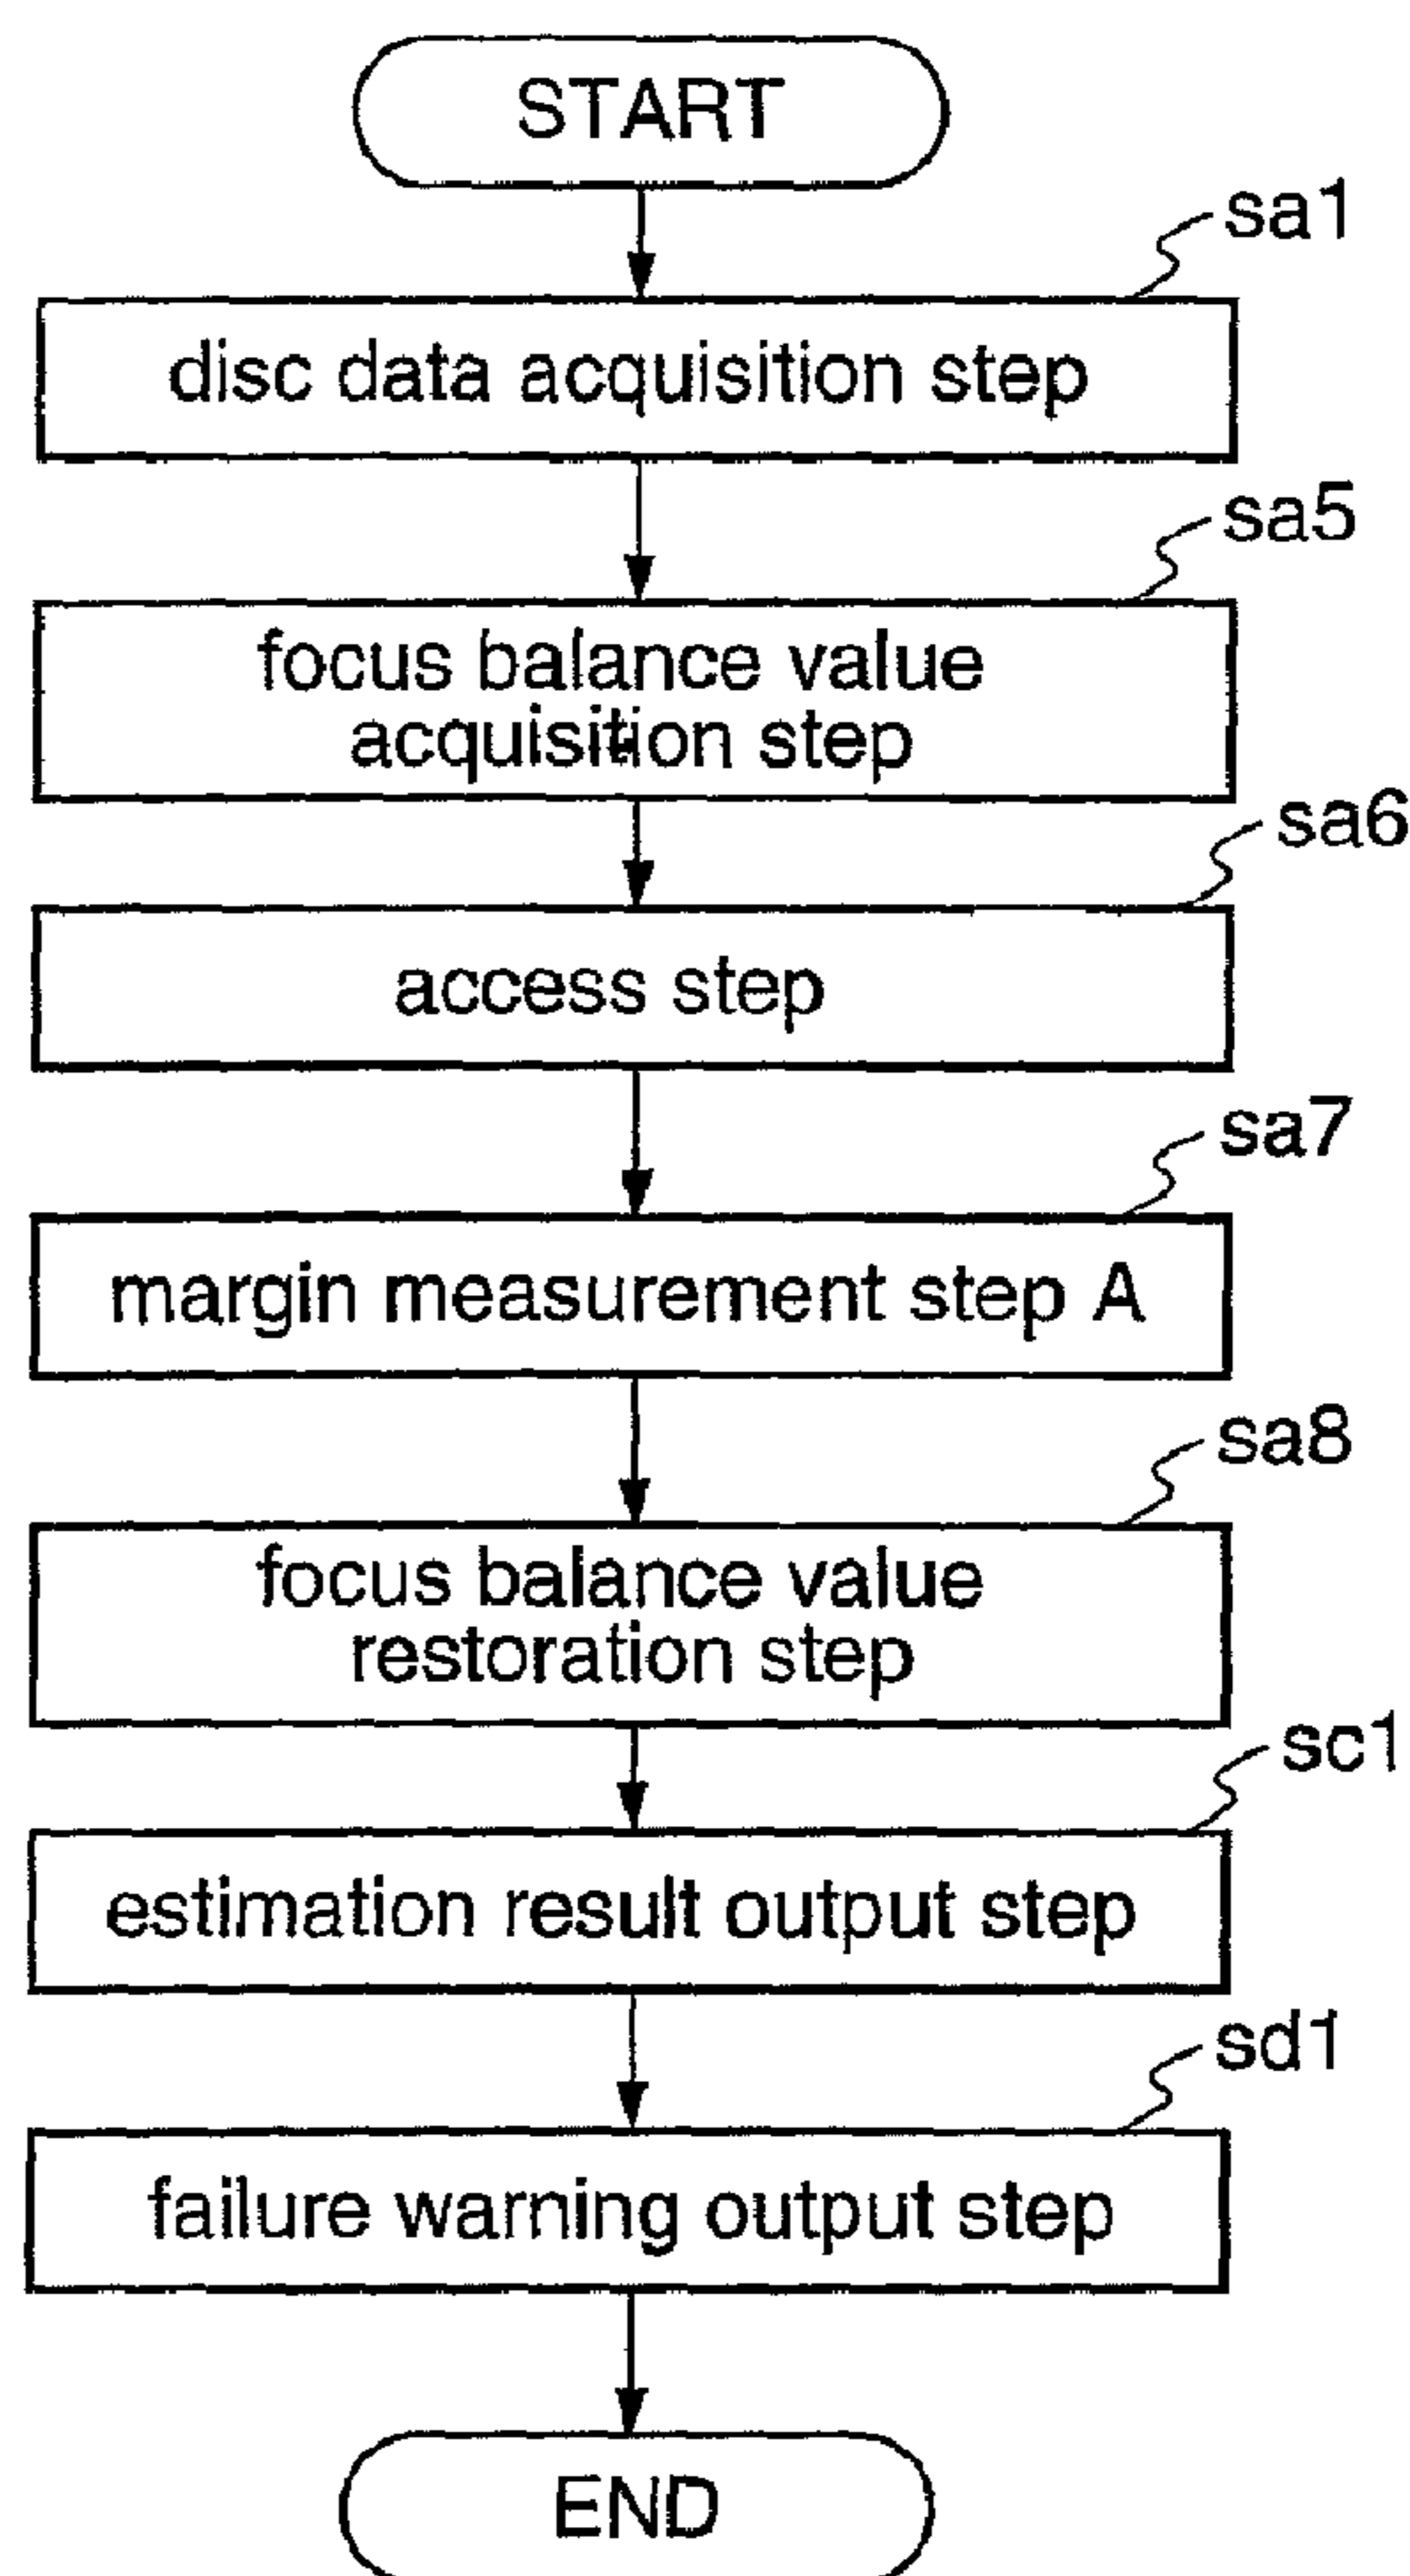 START
sa1
disc data acquisition step
sa5
focus balance value
acquisition step
sa6
access step
sa7
margin measurement step A
sa8
focus balance value
restoration step
sc1
estimation result output step
sd1
failure warning output step
END